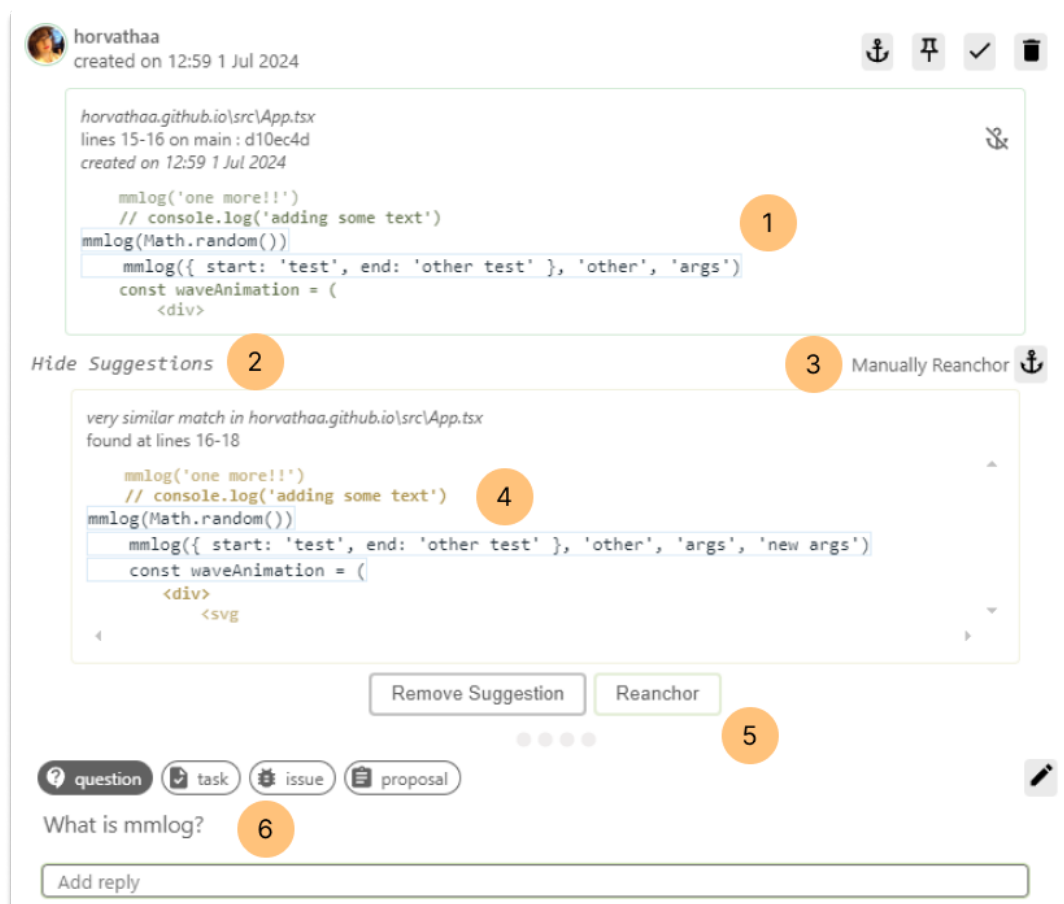 horvathaa
created on 12:59 1 Jul 2024
horvathaa.github.io\src\App.tsx
lines 15-16 on main : d10ec4d
created on 12:59 1 Jul 2024
mmlog('one more!!')
// console.log('adding some text')
1
mmlog(Math.random())
mmlog({ start: 'test', end: 'other test' }, 'other', 'args')
const waveAnimation = (
<div>
Hide Suggestions 2
3 Manually Reanchor
very similar match in horvathaa.github.io\src\App.tsx
found at lines 16-18
mmlog('one more!!')
// console.log('adding some text') 4
mmlog(Math.random())
mmlog({ start: 'test', end: 'other test' }, 'other', 'args', 'new args')
const waveAnimation = (
<div>
<svg
Remove Suggestion Reanchor
5
question task issue proposal
What is mmlog? 6
Add reply